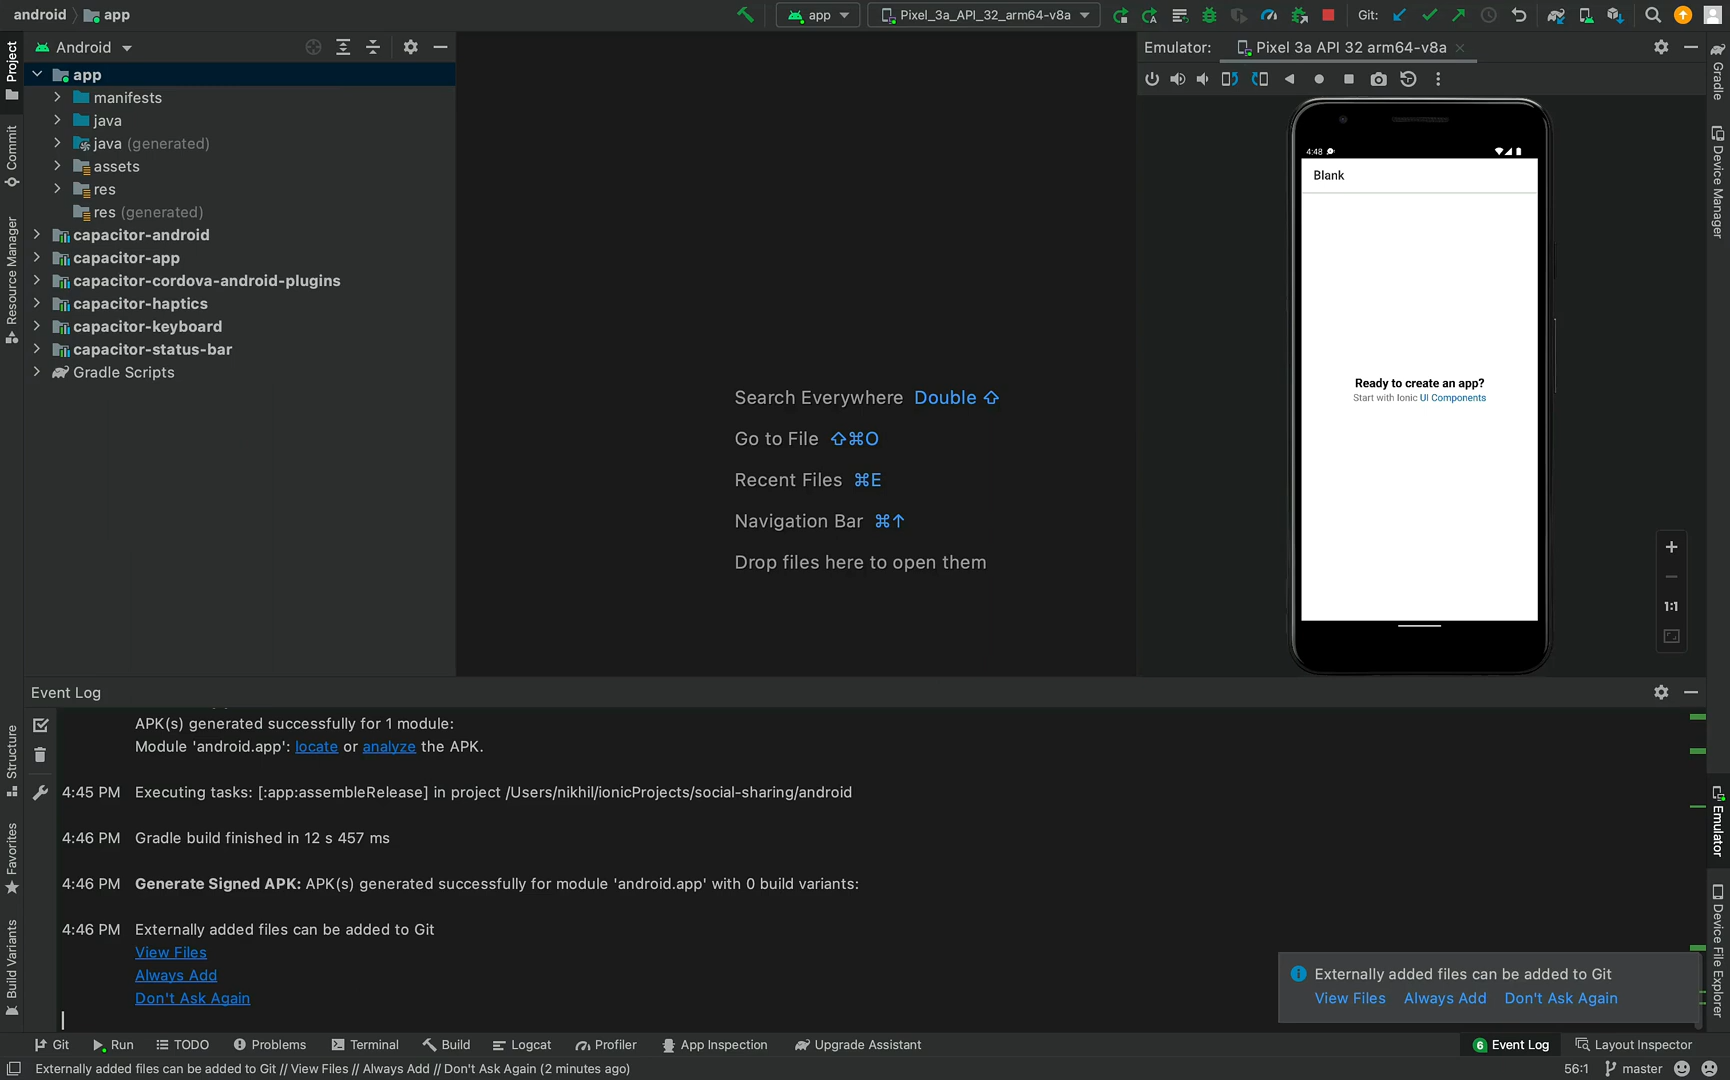 android app
app
Pixel_3a_API_32_arm64-v8a
Git:
Project
Commit
Resource Manager
Structure
Favorites
Build Variants
Android
app
manifests
java
java (generated)
assets
res
res (generated)
capacitor-android
capacitor-app
capacitor-cordova-android-plugins
capacitor-haptics
capacitor-keyboard
capacitor-status-bar
Gradle Scripts
Search Everywhere Double ⇧
Go to File ⇧⌘O
Recent Files ⌘E
Navigation Bar ⌘↑
Drop files here to open them
Emulator: Pixel 3a API 32 arm64-v8a
4:48
Blank
Ready to create an app?
Start with Ionic UI Components
1:1
Gradle
Device Manager
Emulator
Device File Explorer
Event Log
APK(s) generated successfully for 1 module:
Module 'android.app': locate or analyze the APK.
4:45 PM Executing tasks: [:app:assembleRelease] in project /Users/nikhil/ionicProjects/social-sharing/android
4:46 PM Gradle build finished in 12 s 457 ms
4:46 PM Generate Signed APK: APK(s) generated successfully for module 'android.app' with 0 build variants:
4:46 PM Externally added files can be added to Git
View Files
Always Add
Don't Ask Again
Externally added files can be added to Git
View Files Always Add Don't Ask Again
Git Run TODO Problems Terminal Build Logcat Profiler App Inspection Upgrade Assistant 6 Event Log Layout Inspector
Externally added files can be added to Git // View Files // Always Add // Don't Ask Again (2 minutes ago) 56:1 master